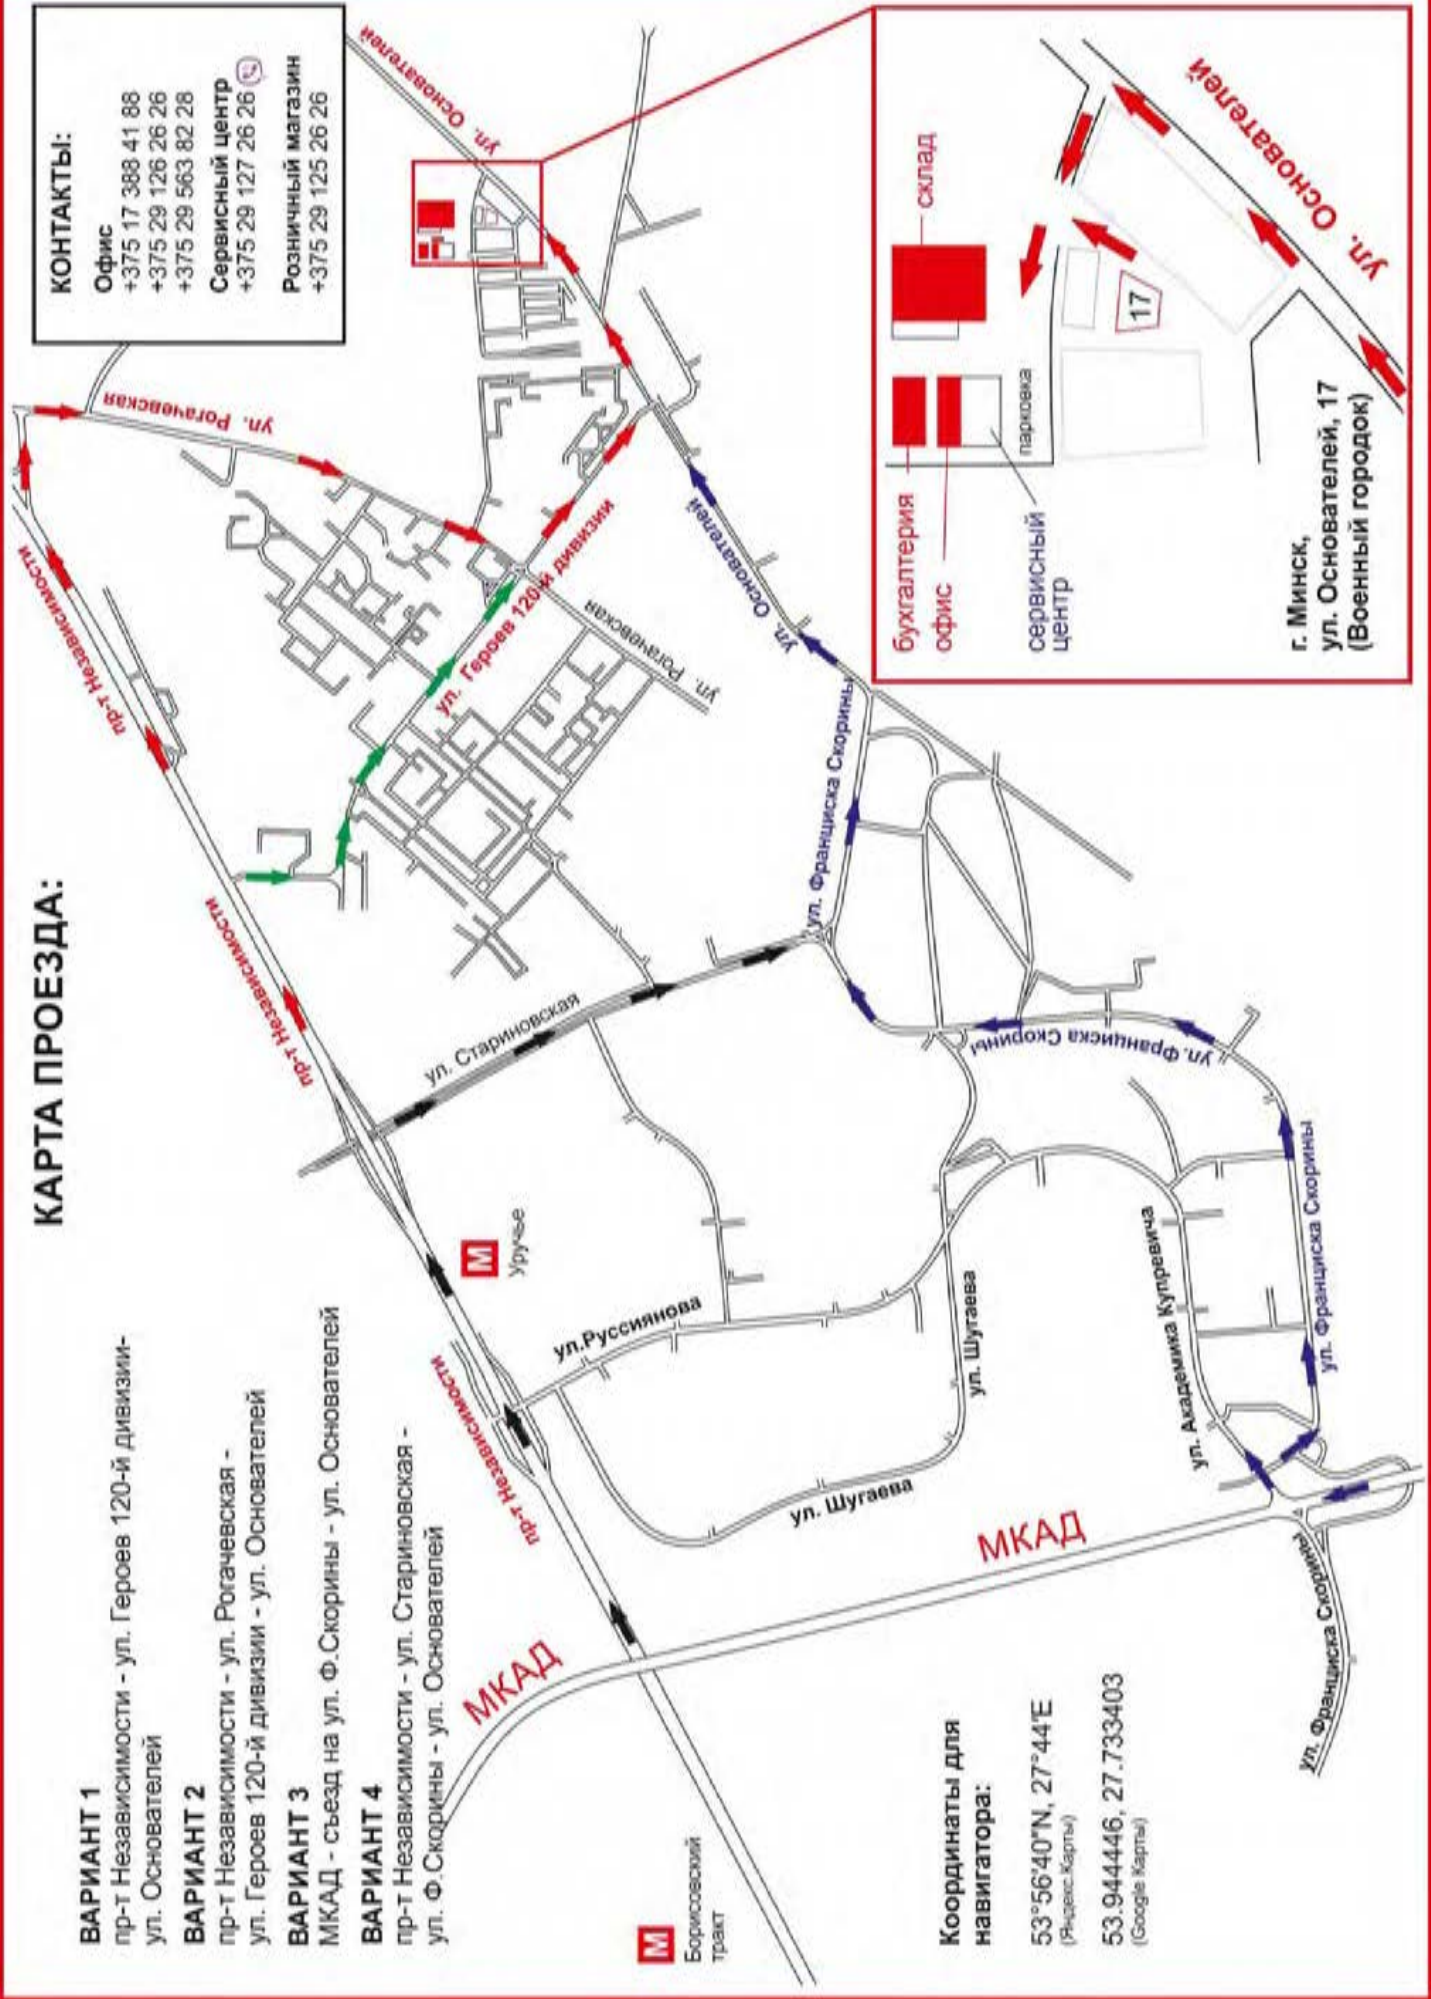 КАРТА ПРОЕЗДА:
ВАРИАНТ 1
пр-т Независимости - ул. Героев 120-й дивизии-
ул. Основателей
ВАРИАНТ 2
пр-т Независимости - ул. Рогачевская -
ул. Героев 120-й дивизии - ул. Основателей
ВАРИАНТ 3
МКАД - съезд на ул. Ф.Скорины - ул. Основателей
ВАРИАНТ 4
пр-т Независимости - ул. Стариновская -
ул. Ф.Скорины - ул. Основателей
КОНТАКТЫ:
Офис
+375 17 388 41 88
+375 29 126 26 26
+375 29 563 82 28
Сервисный центр
+375 29 127 26 26
Розничный магазин
+375 29 125 26 26
пр-т Независимости
пр-т Независимости
пр-т Независимости
ул. Рогачевская
ул. Основателей
ул. Героев 120-й дивизии
ул. Рогачевская
ул. Стариновская
М
Уручье
ул.Руссиянова
ул. Основателей
ул. Франциска Скорины
ул. Франциска Скорины
ул. Шугаева
ул. Шугаева
ул. Академика Купревича
ул. Франциска Скорины
МКАД
МКАД
ул. Франциска Скорины
М
Борисовский
тракт
Координаты для
навигатора:
53°56'40"N, 27°44'E
(Яндекс.Карты)
53.944446, 27.733403
(Google Карты)
бухгалтерия
офис
склад
сервисный
центр
парковка
17
ул. Основателей
г. Минск,
ул. Основателей, 17
(Военный городок)